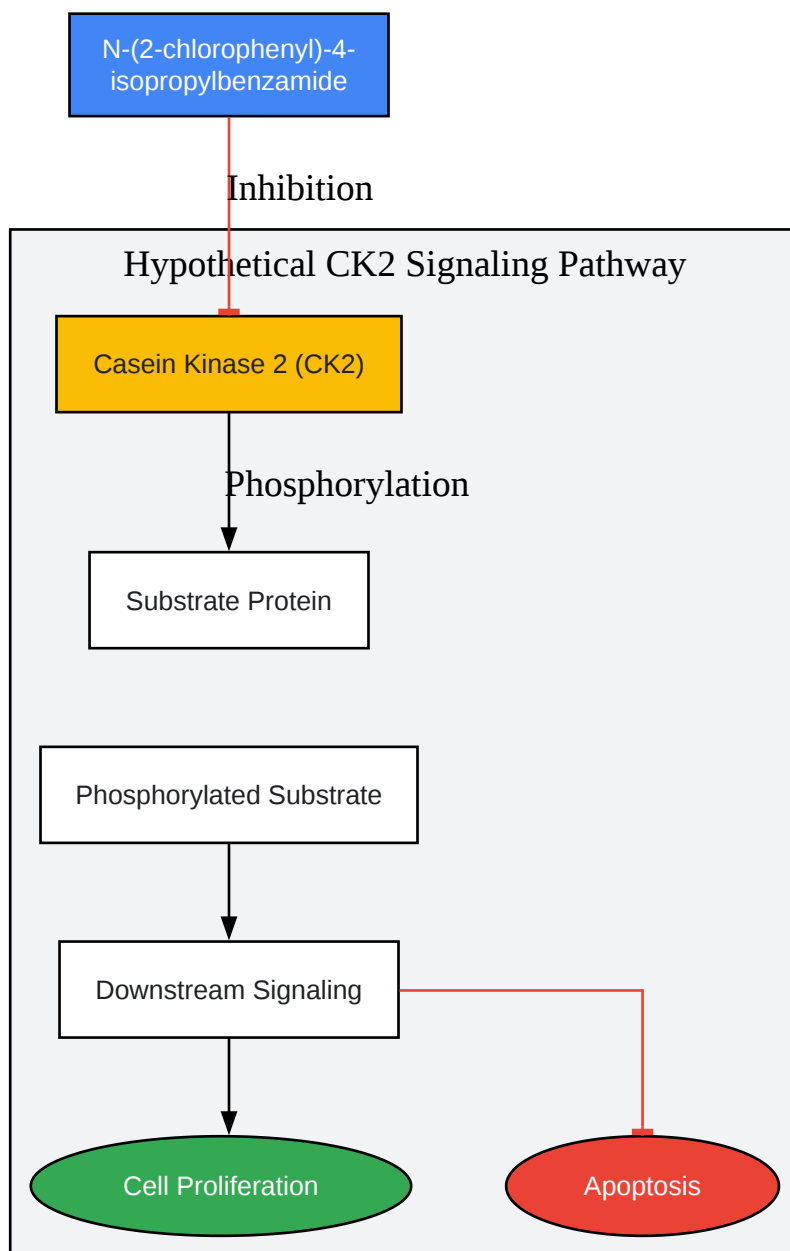 N-(2-chlorophenyl)-4-
isopropylbenzamide
Inhibition
Hypothetical CK2 Signaling Pathway
Casein Kinase 2 (CK2)
Phosphorylation
Substrate Protein
Phosphorylated Substrate
Downstream Signaling
Cell Proliferation
Apoptosis